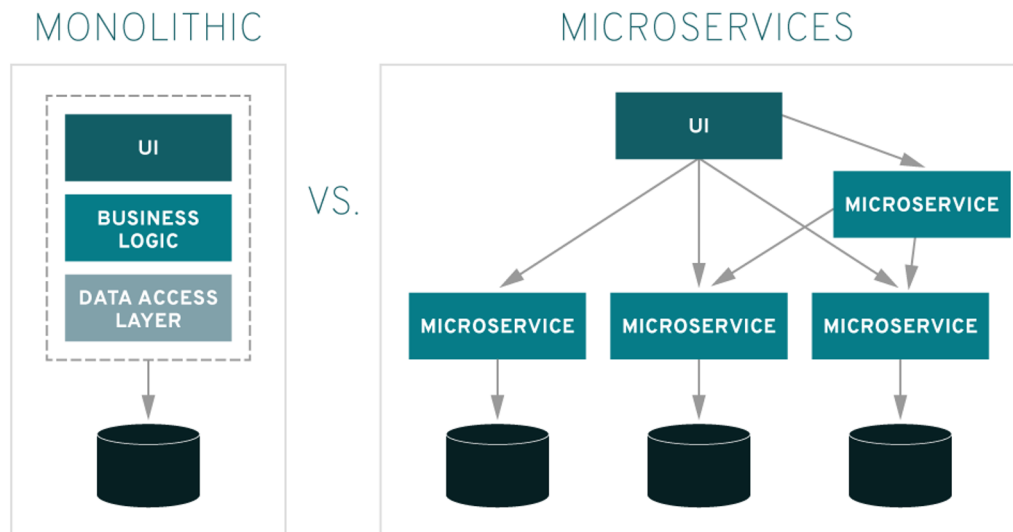 MONOLITHIC
UI
BUSINESS
LOGIC
DATA ACCESS
LAYER
VS.
MICROSERVICES
UI
MICROSERVICE
MICROSERVICE
MICROSERVICE
MICROSERVICE